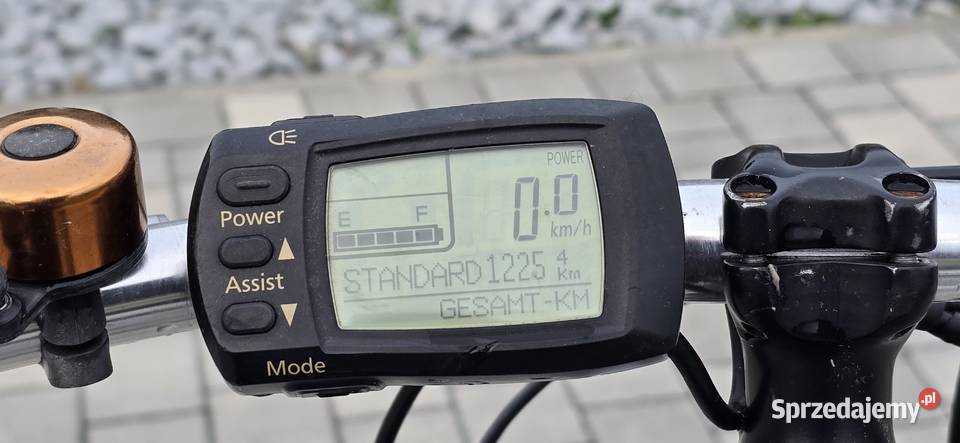 Power
Assist
Mode
POWER
0.0
km/h
E F
STANDARD 1225 4 km
GESAMT-KM
Sprzedajemy.pl